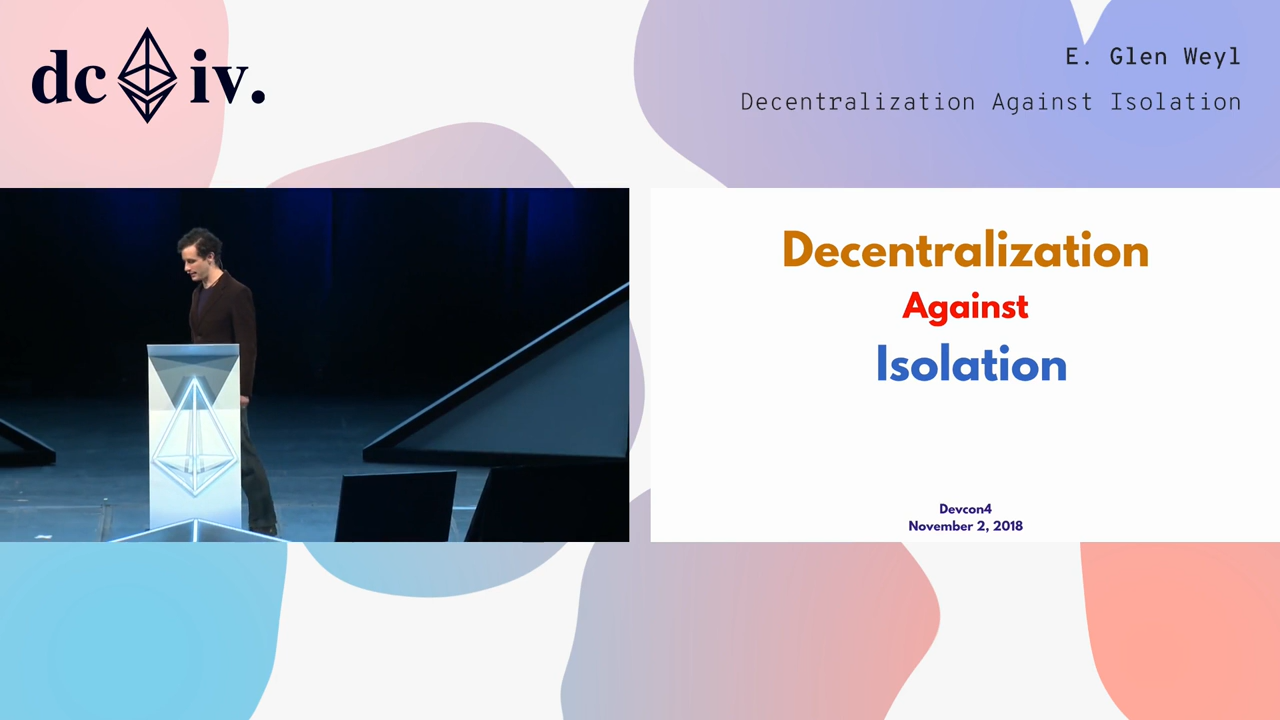 dc iv.
E. Glen Weyl
Decentralization Against Isolation
Decentralization
Against
Isolation
Devcon4
November 2, 2018